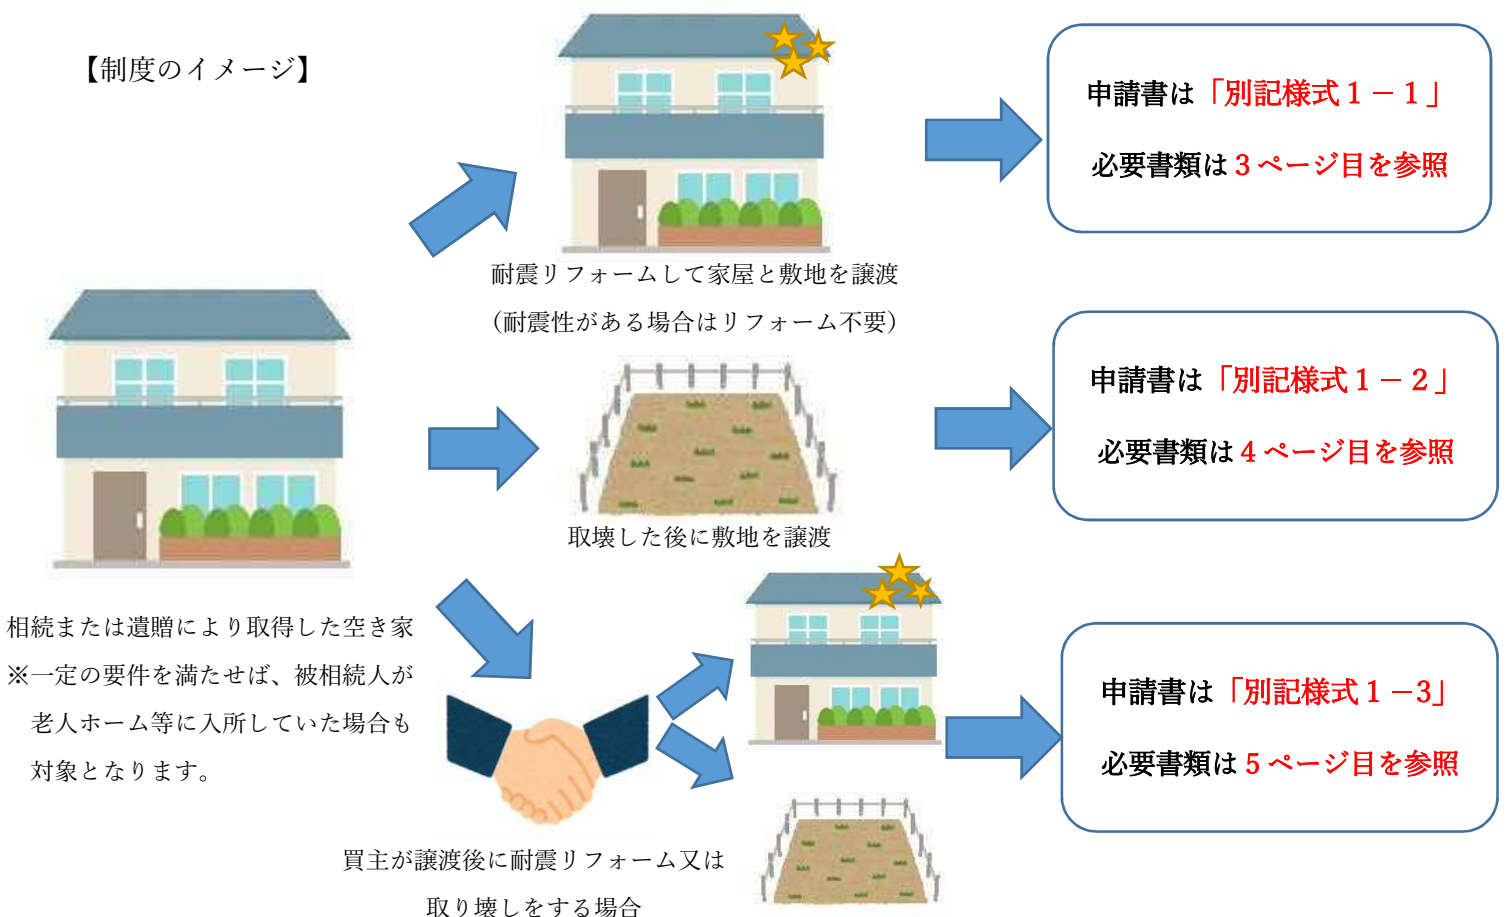 【制度のイメージ】
申請書は「別記様式１－１」
必要書類は３ページ目を参照
耐震リフォームして家屋と敷地を譲渡
（耐震性がある場合はリフォーム不要）
申請書は「別記様式１－２」
必要書類は４ページ目を参照
取壊した後に敷地を譲渡
相続または遺贈により取得した空き家
※一定の要件を満たせば、被相続人が
老人ホーム等に入所していた場合も
対象となります。
申請書は「別記様式１－3」
必要書類は５ページ目を参照
買主が譲渡後に耐震リフォーム又は
取り壊しをする場合